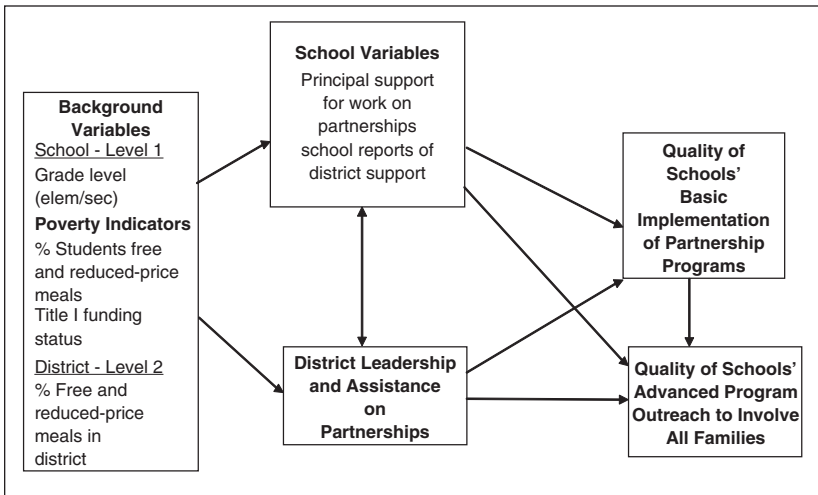 Background
Variables
School - Level 1
Grade level
(elem/sec)
Poverty Indicators
% Students free
and reduced-price
meals
Title I funding
status
District - Level 2
% Free and
reduced-price
meals in
district
School Variables
Principal support
for work on
partnerships
school reports of
district support
District Leadership
and Assistance
on
Partnerships
Quality of
Schools'
Basic
Implementation
of Partnership
Programs
Quality of Schools'
Advanced Program
Outreach to Involve
All Families